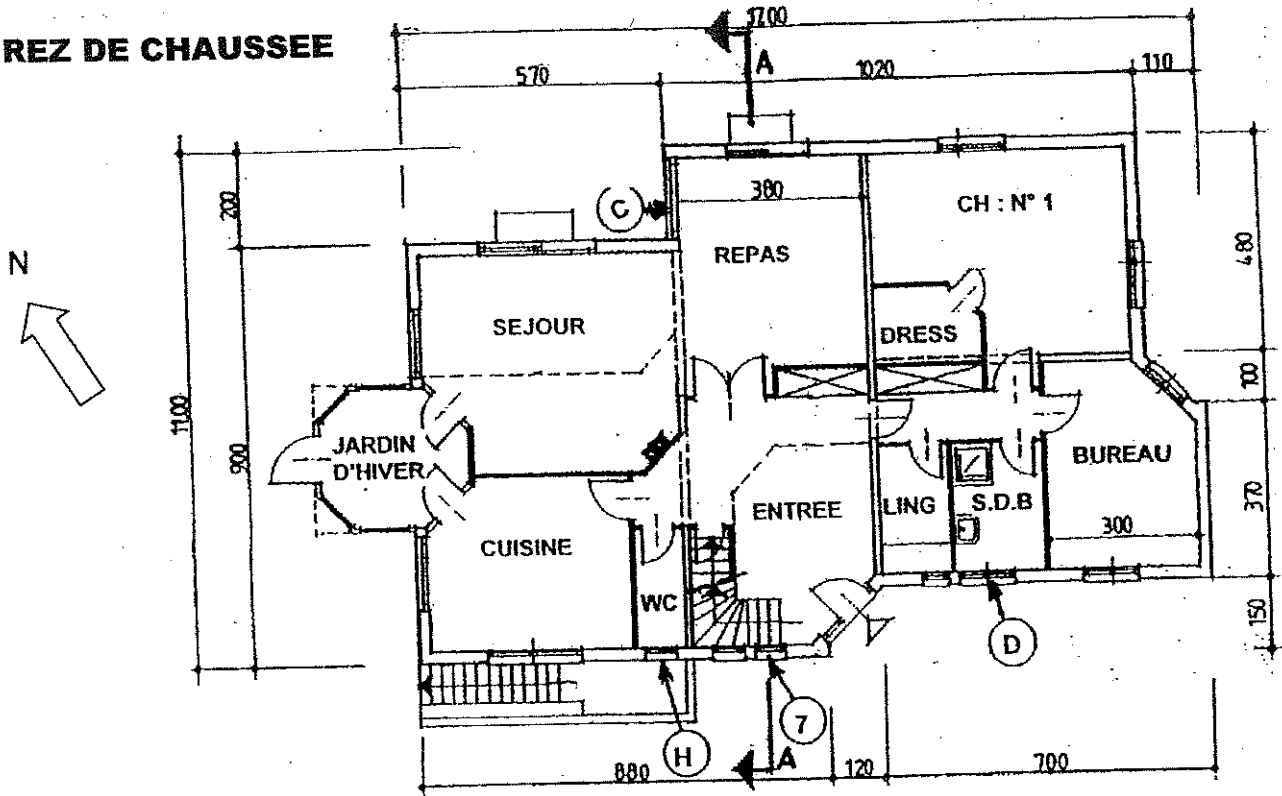 REZ DE CHAUSSEE
1700
A
570
1020
110
200
C
380
CH : N° 1
N
REPAS
480
SEJOUR
DRESS
1100
900
100
JARDIN
D'HIVER
BUREAU
ENTREE
LING
S.D.B
370
CUISINE
300
WC
150
D
7
H
A
880
120
700